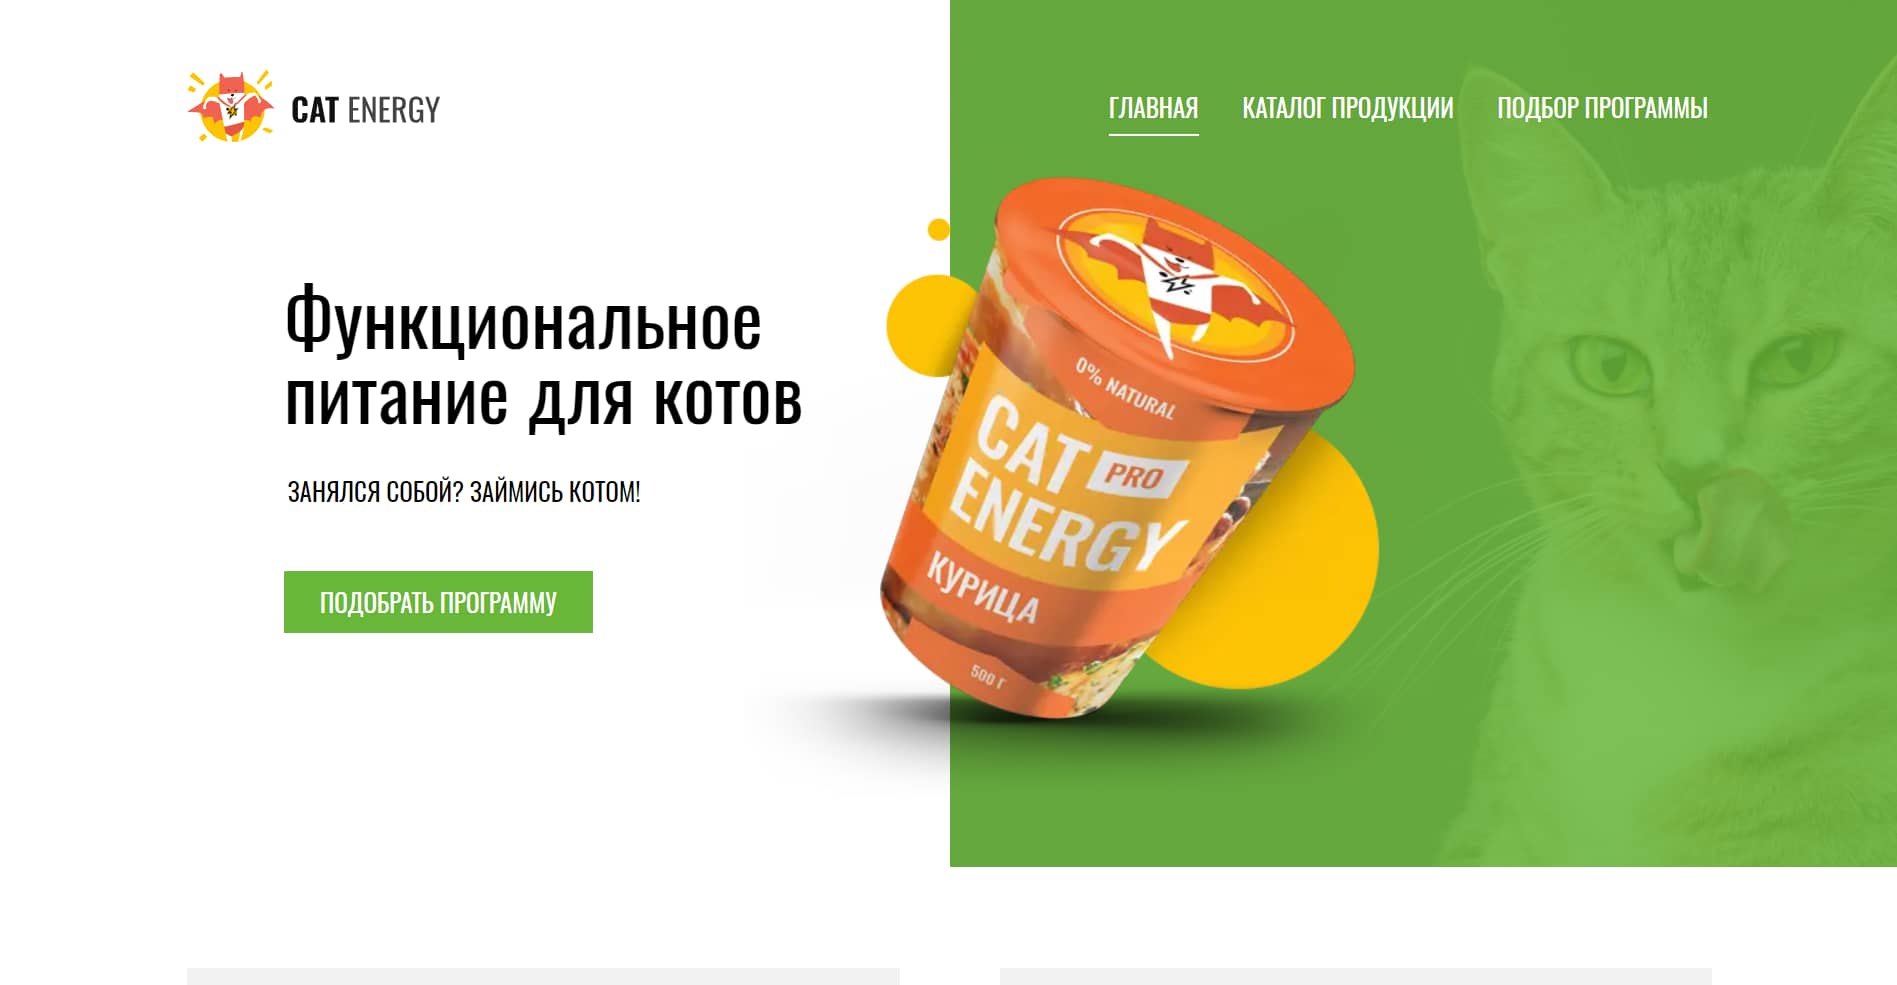 CAT ENERGY
ГЛАВНАЯ
КАТАЛОГ ПРОДУКЦИИ
ПОДБОР ПРОГРАММЫ
Функциональное
питание для котов
ЗАНЯЛСЯ СОБОЙ? ЗАЙМИСЬ КОТОМ!
ПОДОБРАТЬ ПРОГРАММУ
0% NATURAL
CAT PRO
ENERGY
КУРИЦА
500 Г